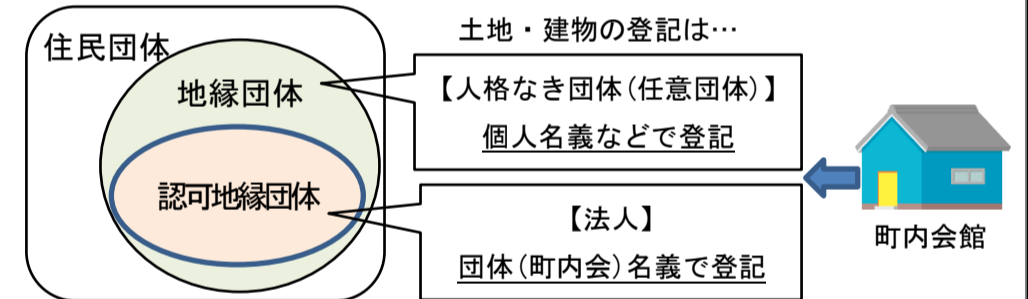 住民団体
地縁団体
認可地縁団体
土地・建物の登記は…
【人格なき団体(任意団体)】
個人名義などで登記
【法人】
団体(町内会)名義で登記
町内会館